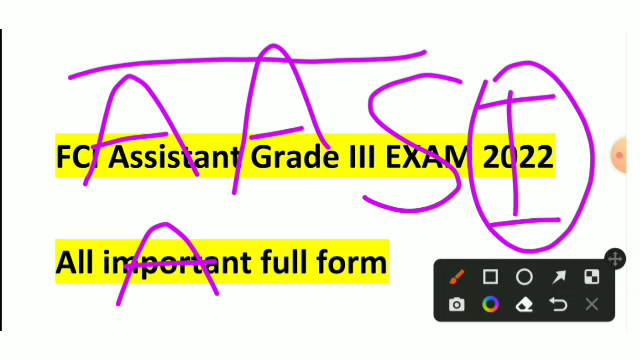 A A S I
FCI Assistant Grade III EXAM 2022
All important full form
A